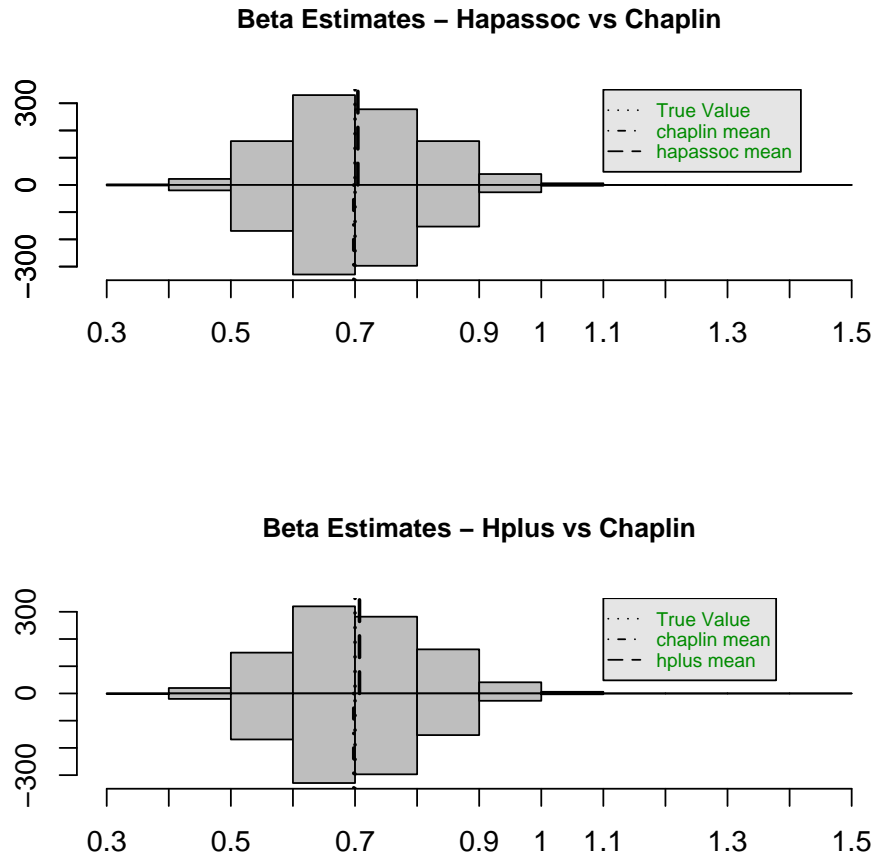 Beta Estimates – Hapassoc vs Chaplin
300
0
−300
True Value
chaplin mean
hapassoc mean
0.3 0.5 0.7 0.9 1 1.1 1.3 1.5
Beta Estimates – Hplus vs Chaplin
300
0
−300
True Value
chaplin mean
hplus mean
0.3 0.5 0.7 0.9 1 1.1 1.3 1.5